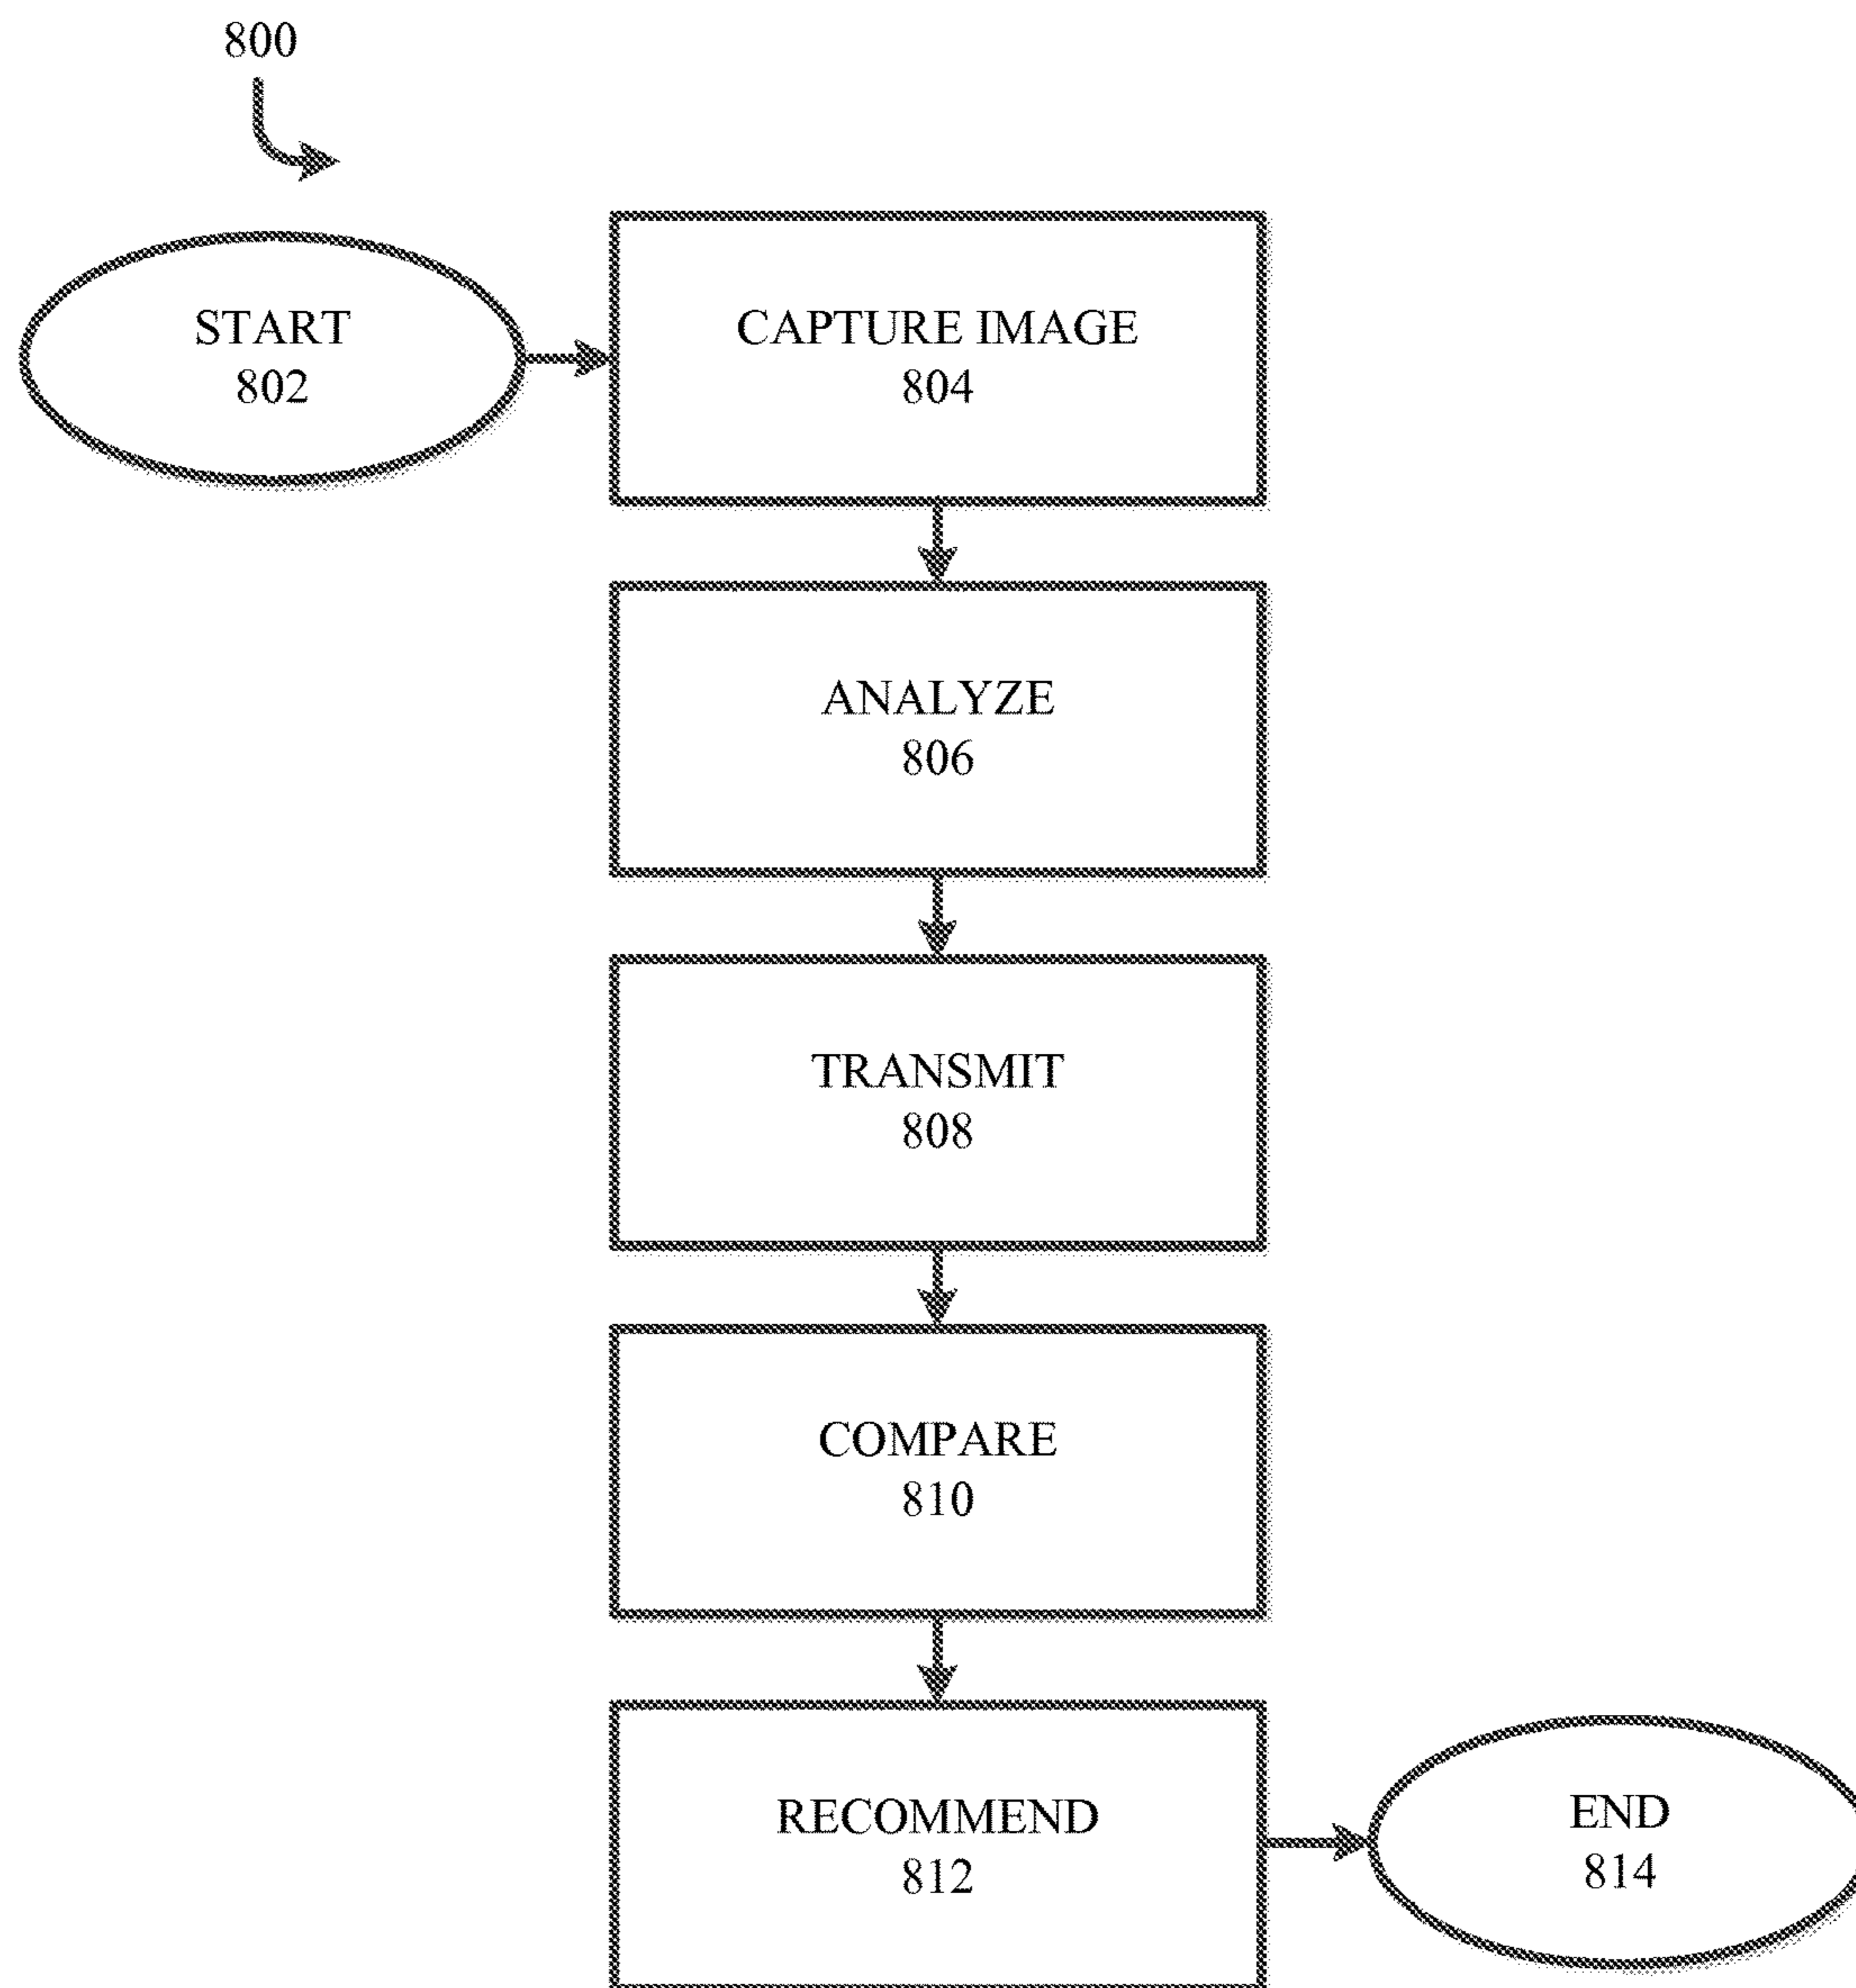 800
START
802
CAPTURE IMAGE
804
ANALYZE
806
TRANSMIT
808
COMPARE
810
RECOMMEND
812
END
814